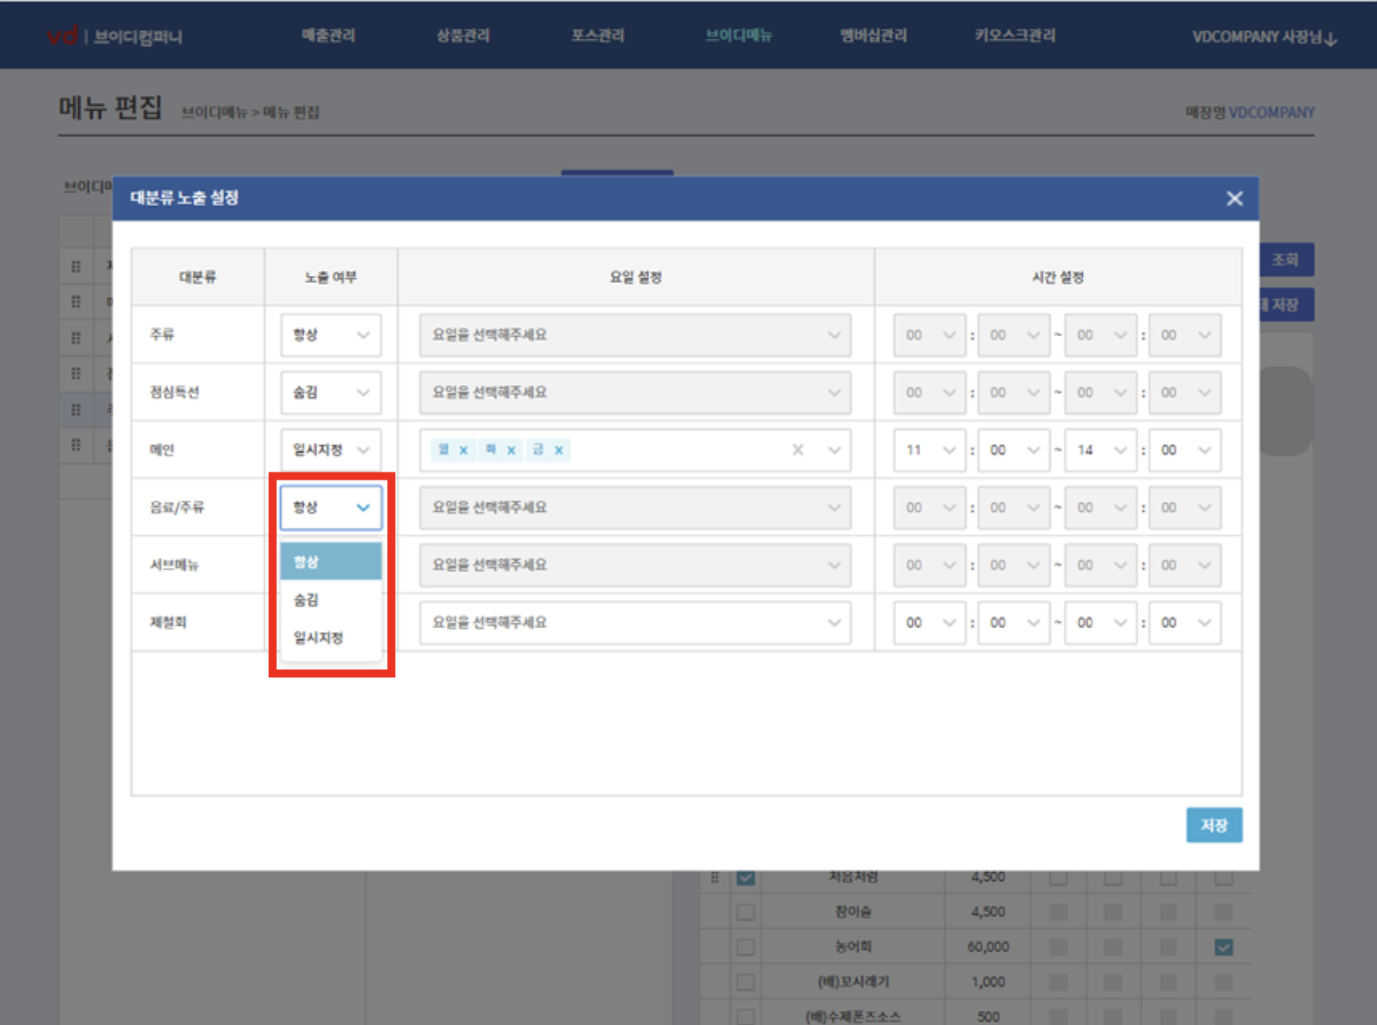 vd | 브이디컴퍼니 매출관리 상품관리 포스관리 브이디메뉴 멤버십관리 키오스크관리 VDCOMPANY 사장님
메뉴 편집 브이디메뉴 > 메뉴 편집 매장명 VDCOMPANY
브이디메
대분류 노출 설정
조회
저장
대분류 노출 여부 요일 설정 시간 설정
주류 항상 요일을 선택해주세요 00 : 00 ~ 00 : 00
점심특선 숨김 요일을 선택해주세요 00 : 00 ~ 00 : 00
메인 일시지정 월 x 화 x 금 x 11 : 00 ~ 14 : 00
음료/주류 항상 요일을 선택해주세요 00 : 00 ~ 00 : 00
서브메뉴 항상 요일을 선택해주세요 00 : 00 ~ 00 : 00
숨김
제철회 일시지정 요일을 선택해주세요 00 : 00 ~ 00 : 00
저장
처음처럼 4,500
참이슬 4,500
농어회 60,000
(배)꼬시래기 1,000
(배)수제폰즈소스 500